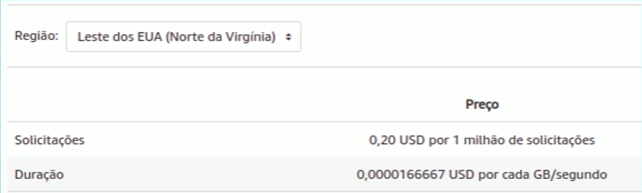 Região: Leste dos EUA (Norte da Virgínia)
Preço
Solicitações 0,20 USD por 1 milhão de solicitações
Duração 0,0000166667 USD por cada GB/segundo